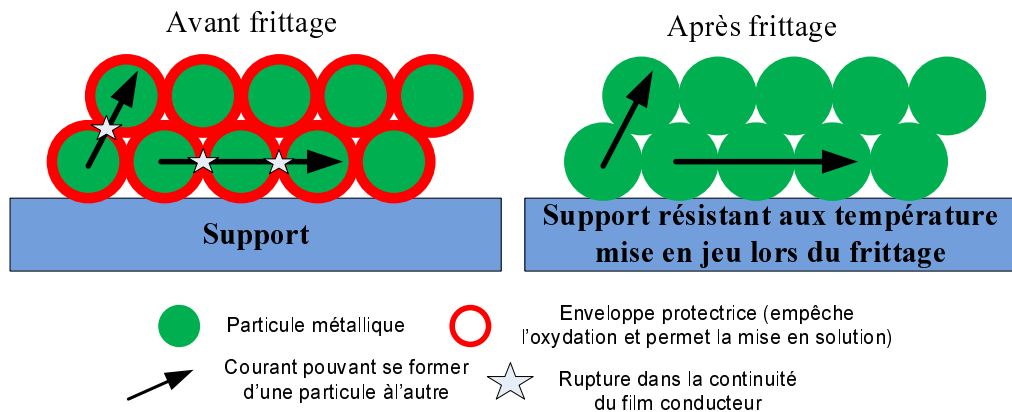 Avant frittage
Après frittage
Support
Support résistant aux température
mise en jeu lors du frittage
Particule métallique
Enveloppe protectrice (empêche
l'oxydation et permet la mise en solution)
Courant pouvant se former
d'une particule àl'autre
Rupture dans la continuité
du film conducteur